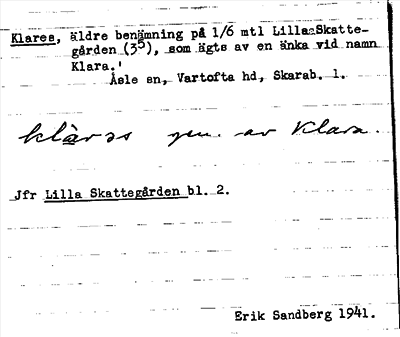 Klares, äldre benämning på 1/6 mtl Lilla Skatte-
gården (3⁵), som ägts av en änka vid namn
Klara.'
Åsle sn, Vartofta hd, Skarab. l.
klaras gen. av Klara.
Jfr Lilla Skattegården bl. 2.
Erik Sandberg 1941.